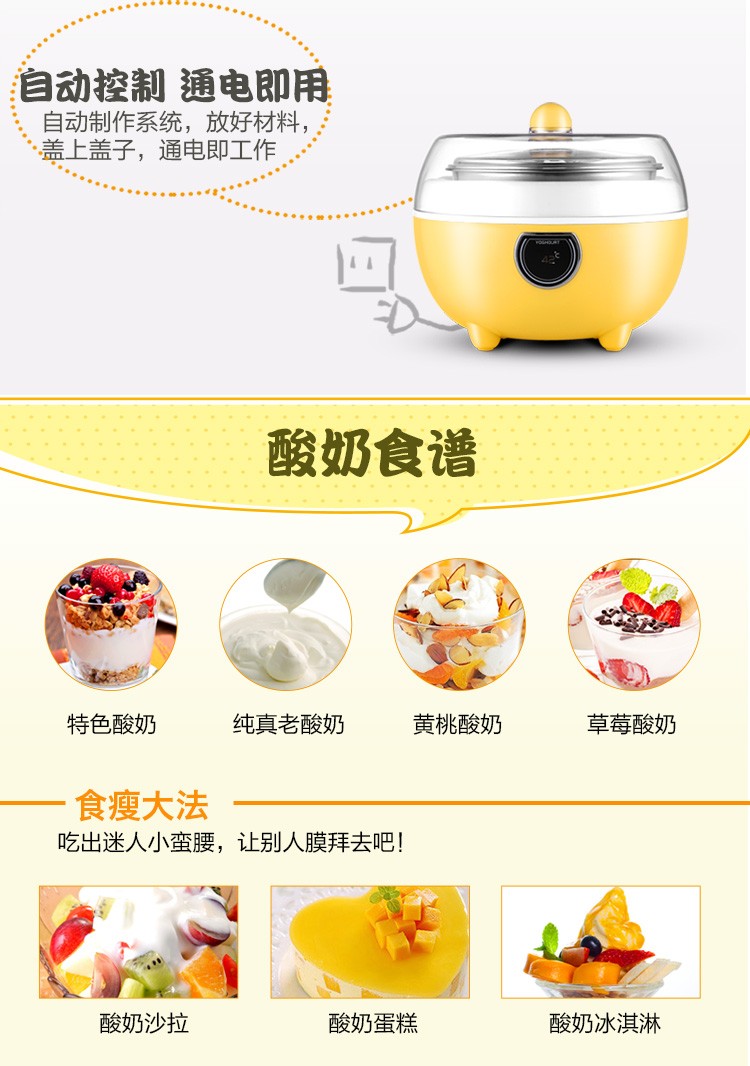 自动控制 通电即用
自动制作系统，放好材料，
盖上盖子，通电即工作
YOGHOURT
42℃
酸奶食谱
特色酸奶
纯真老酸奶
黄桃酸奶
草莓酸奶
食瘦大法
吃出迷人小蛮腰，让别人膜拜去吧！
酸奶沙拉
酸奶蛋糕
酸奶冰淇淋